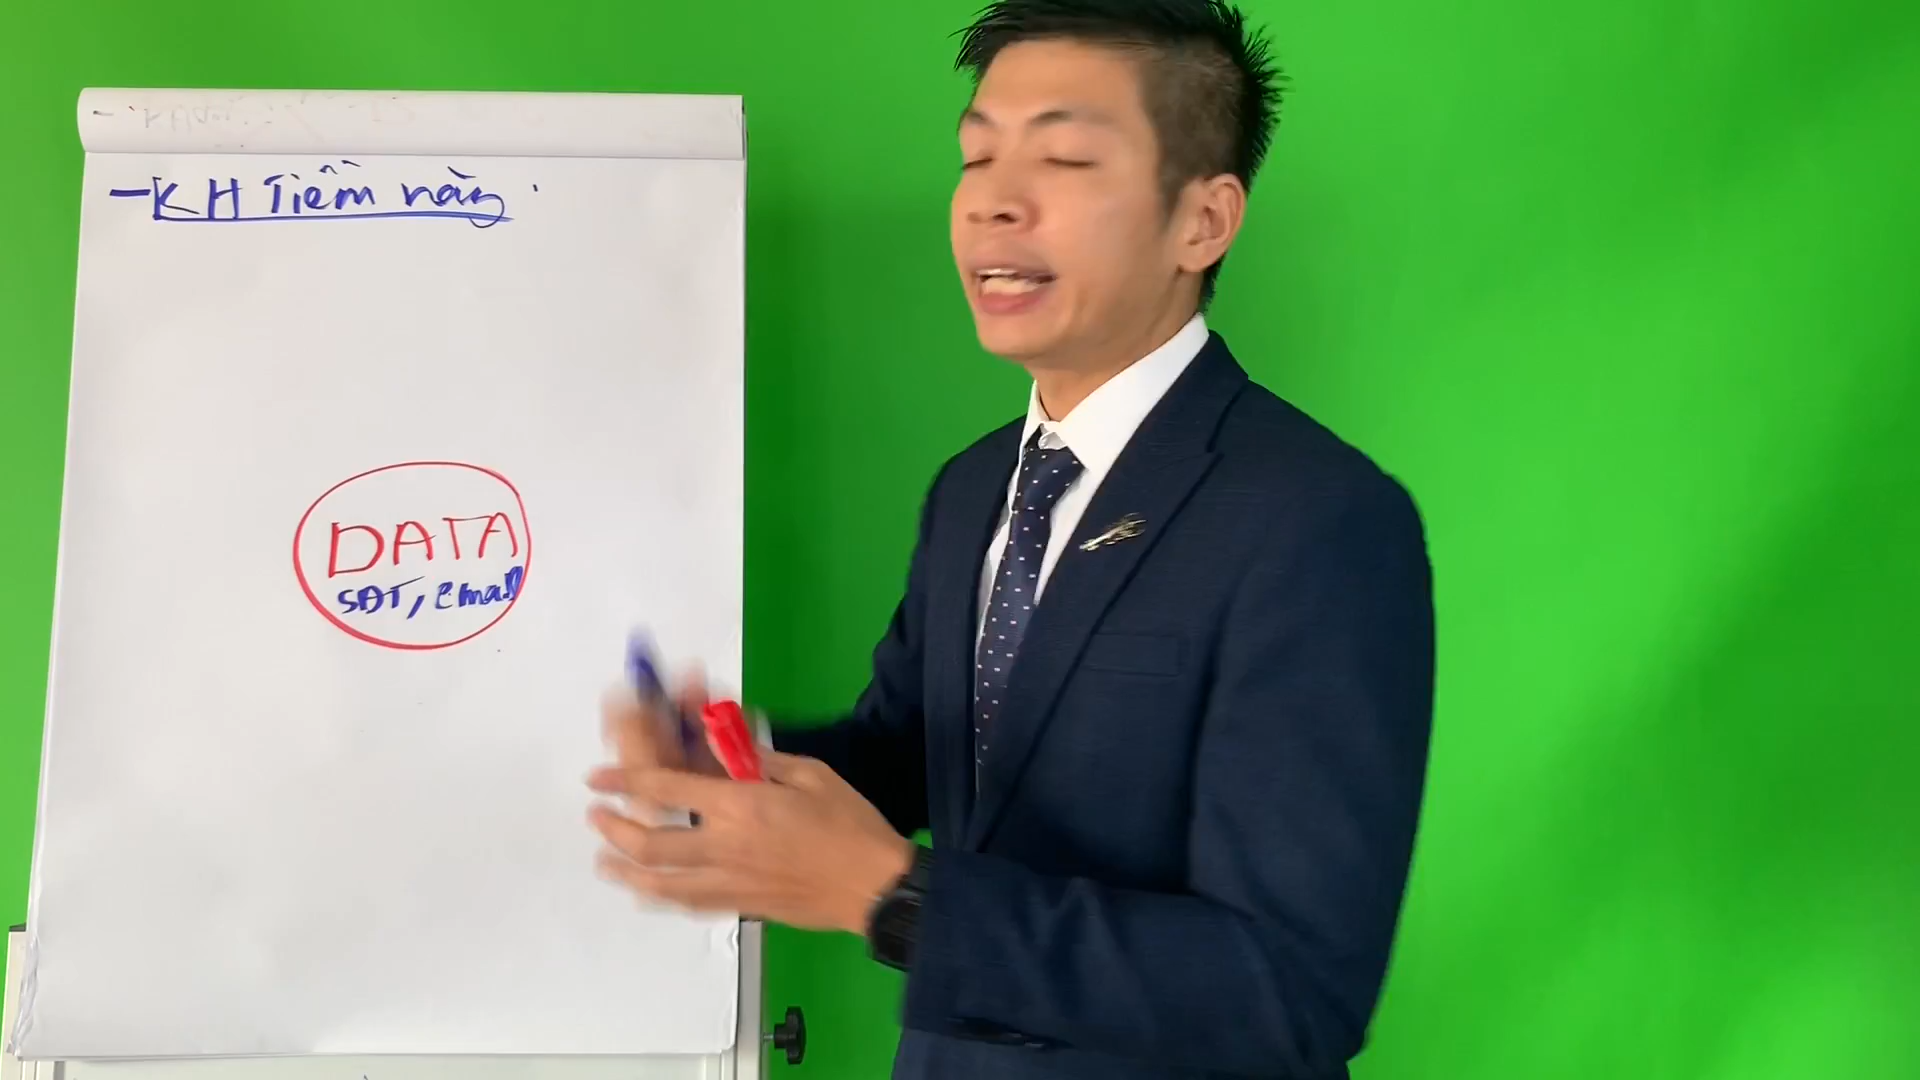 - KH Tiềm năng
DATA
SĐT, email